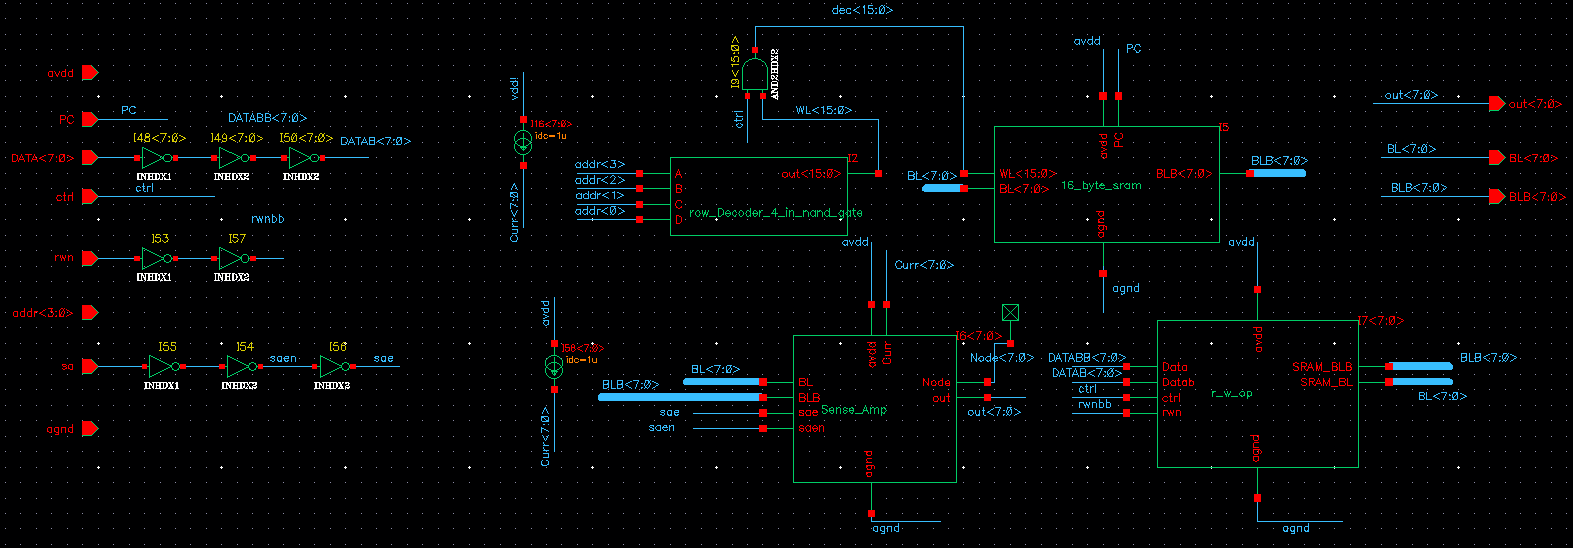 avdd
PC
PC
DATABB<7:0>
I48<7:0>
I49<7:0>
I50<7:0>
DATAB<7:0>
DATA<7:0>
INHDX1
INHDX2
INHDX2
ctrl
ctrl
rwnbb
I53
I57
rwn
INHDX1
INHDX2
addr<3:0>
I55
I54
I56
saen
sae
sa
INHDX1
INHDX2
INHDX3
agnd
vdd!
I16<7:0>
idc=1u
Curr<7:0>
avdd
idc=1u
Curr<7:0>
dec<15:0>
I9<15:0>
AND2HDX2
ctrl
WL<15:0>
addr<3>
addr<2>
addr<1>
addr<0>
A
B
C
D
I2
out<15:0>
row_Decoder_4_in_nand_gate
avdd
PC
I5
avdd
PC
WL<15:0>
BL<7:0>
BL<7:0>
BLB<7:0>
BLB<7:0>
16_byte_sram
agnd
agnd
out<7:0>
out<7:0>
BL<7:0>
BL<7:0>
BLB<7:0>
BLB<7:0>
avdd
Curr<7:0>
I6<7:0>
avdd
Curr
BL<7:0>
BLB<7:0>
sae
saen
BL
BLB
sae
saen
Sense_Amp
Node
out
Node<7:0>
out<7:0>
agnd
agnd
avdd
I7<7:0>
avdd
DATABB<7:0>
DATAB<7:0>
ctrl
rwnbb
Data
Datab
ctrl
rwn
r_w_op
SRAM_BLB
SRAM_BL
BLB<7:0>
BL<7:0>
agnd
agnd